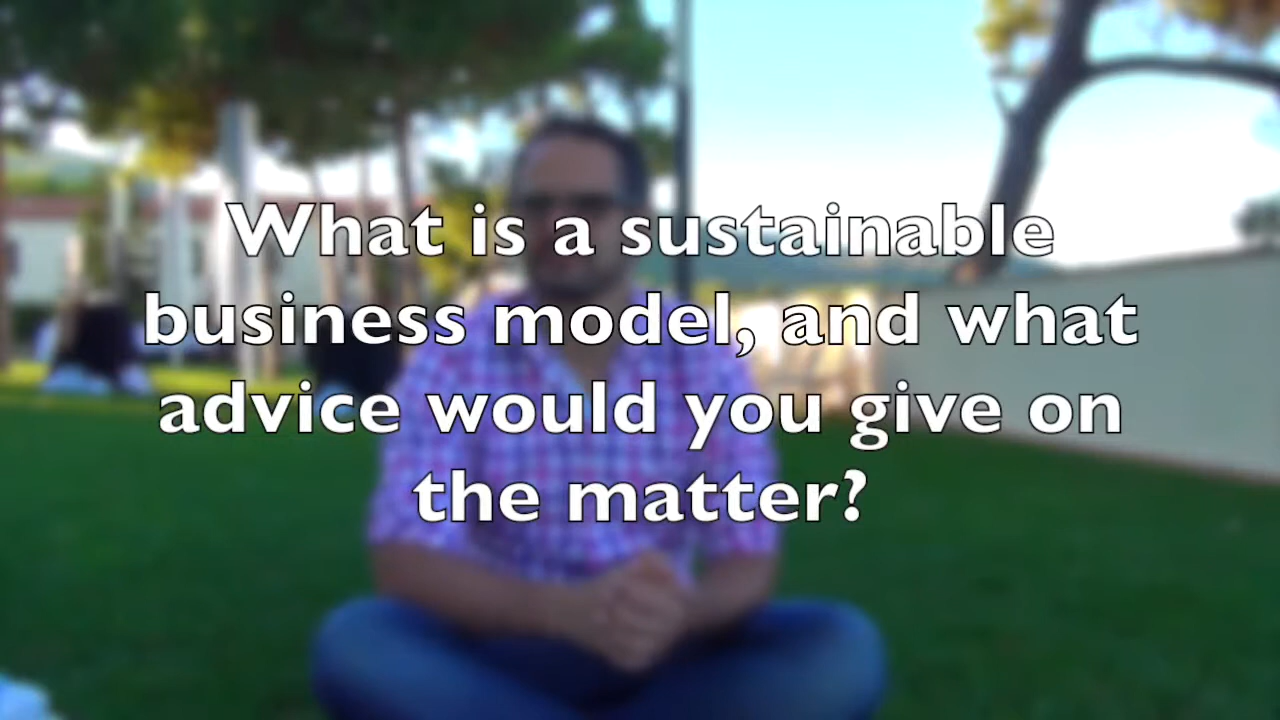 What is a sustainable
business model, and what
advice would you give on
the matter?